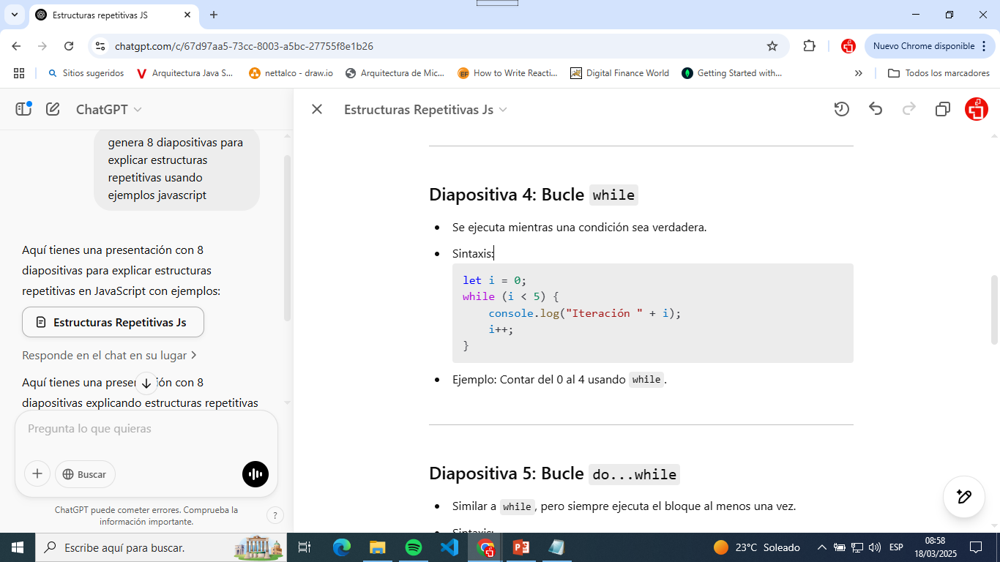 Estructuras repetitivas JS
chatgpt.com/c/67d97aa5-73cc-8003-a5bc-27755f8e1b26
Nuevo Chrome disponible
Sitios sugeridos
Arquitectura Java S...
nettalco - draw.io
Arquitectura de Mic...
How to Write Reacti...
Digital Finance World
Getting Started with...
Todos los marcadores
ChatGPT
genera 8 diapositivas para
explicar estructuras
repetitivas usando
ejemplos javascript
Aquí tienes una presentación con 8
diapositivas para explicar estructuras
repetitivas en JavaScript con ejemplos:
Estructuras Repetitivas Js
Responde en el chat en su lugar
Aquí tienes una presen ión con 8
diapositivas explicando estructuras repetitivas
Pregunta lo que quieras
Buscar
ChatGPT puede cometer errores. Comprueba la
información importante.
?
Estructuras Repetitivas Js
Diapositiva 4: Bucle while
Se ejecuta mientras una condición sea verdadera.
Sintaxis:
let i = 0;
while (i < 5) {
    console.log("Iteración " + i);
    i++;
}
Ejemplo: Contar del 0 al 4 usando while.
Diapositiva 5: Bucle do...while
Similar a while, pero siempre ejecuta el bloque al menos una vez.
Sintaxis:
Escribe aquí para buscar.
23°C Soleado
ESP
08:58
18/03/2025